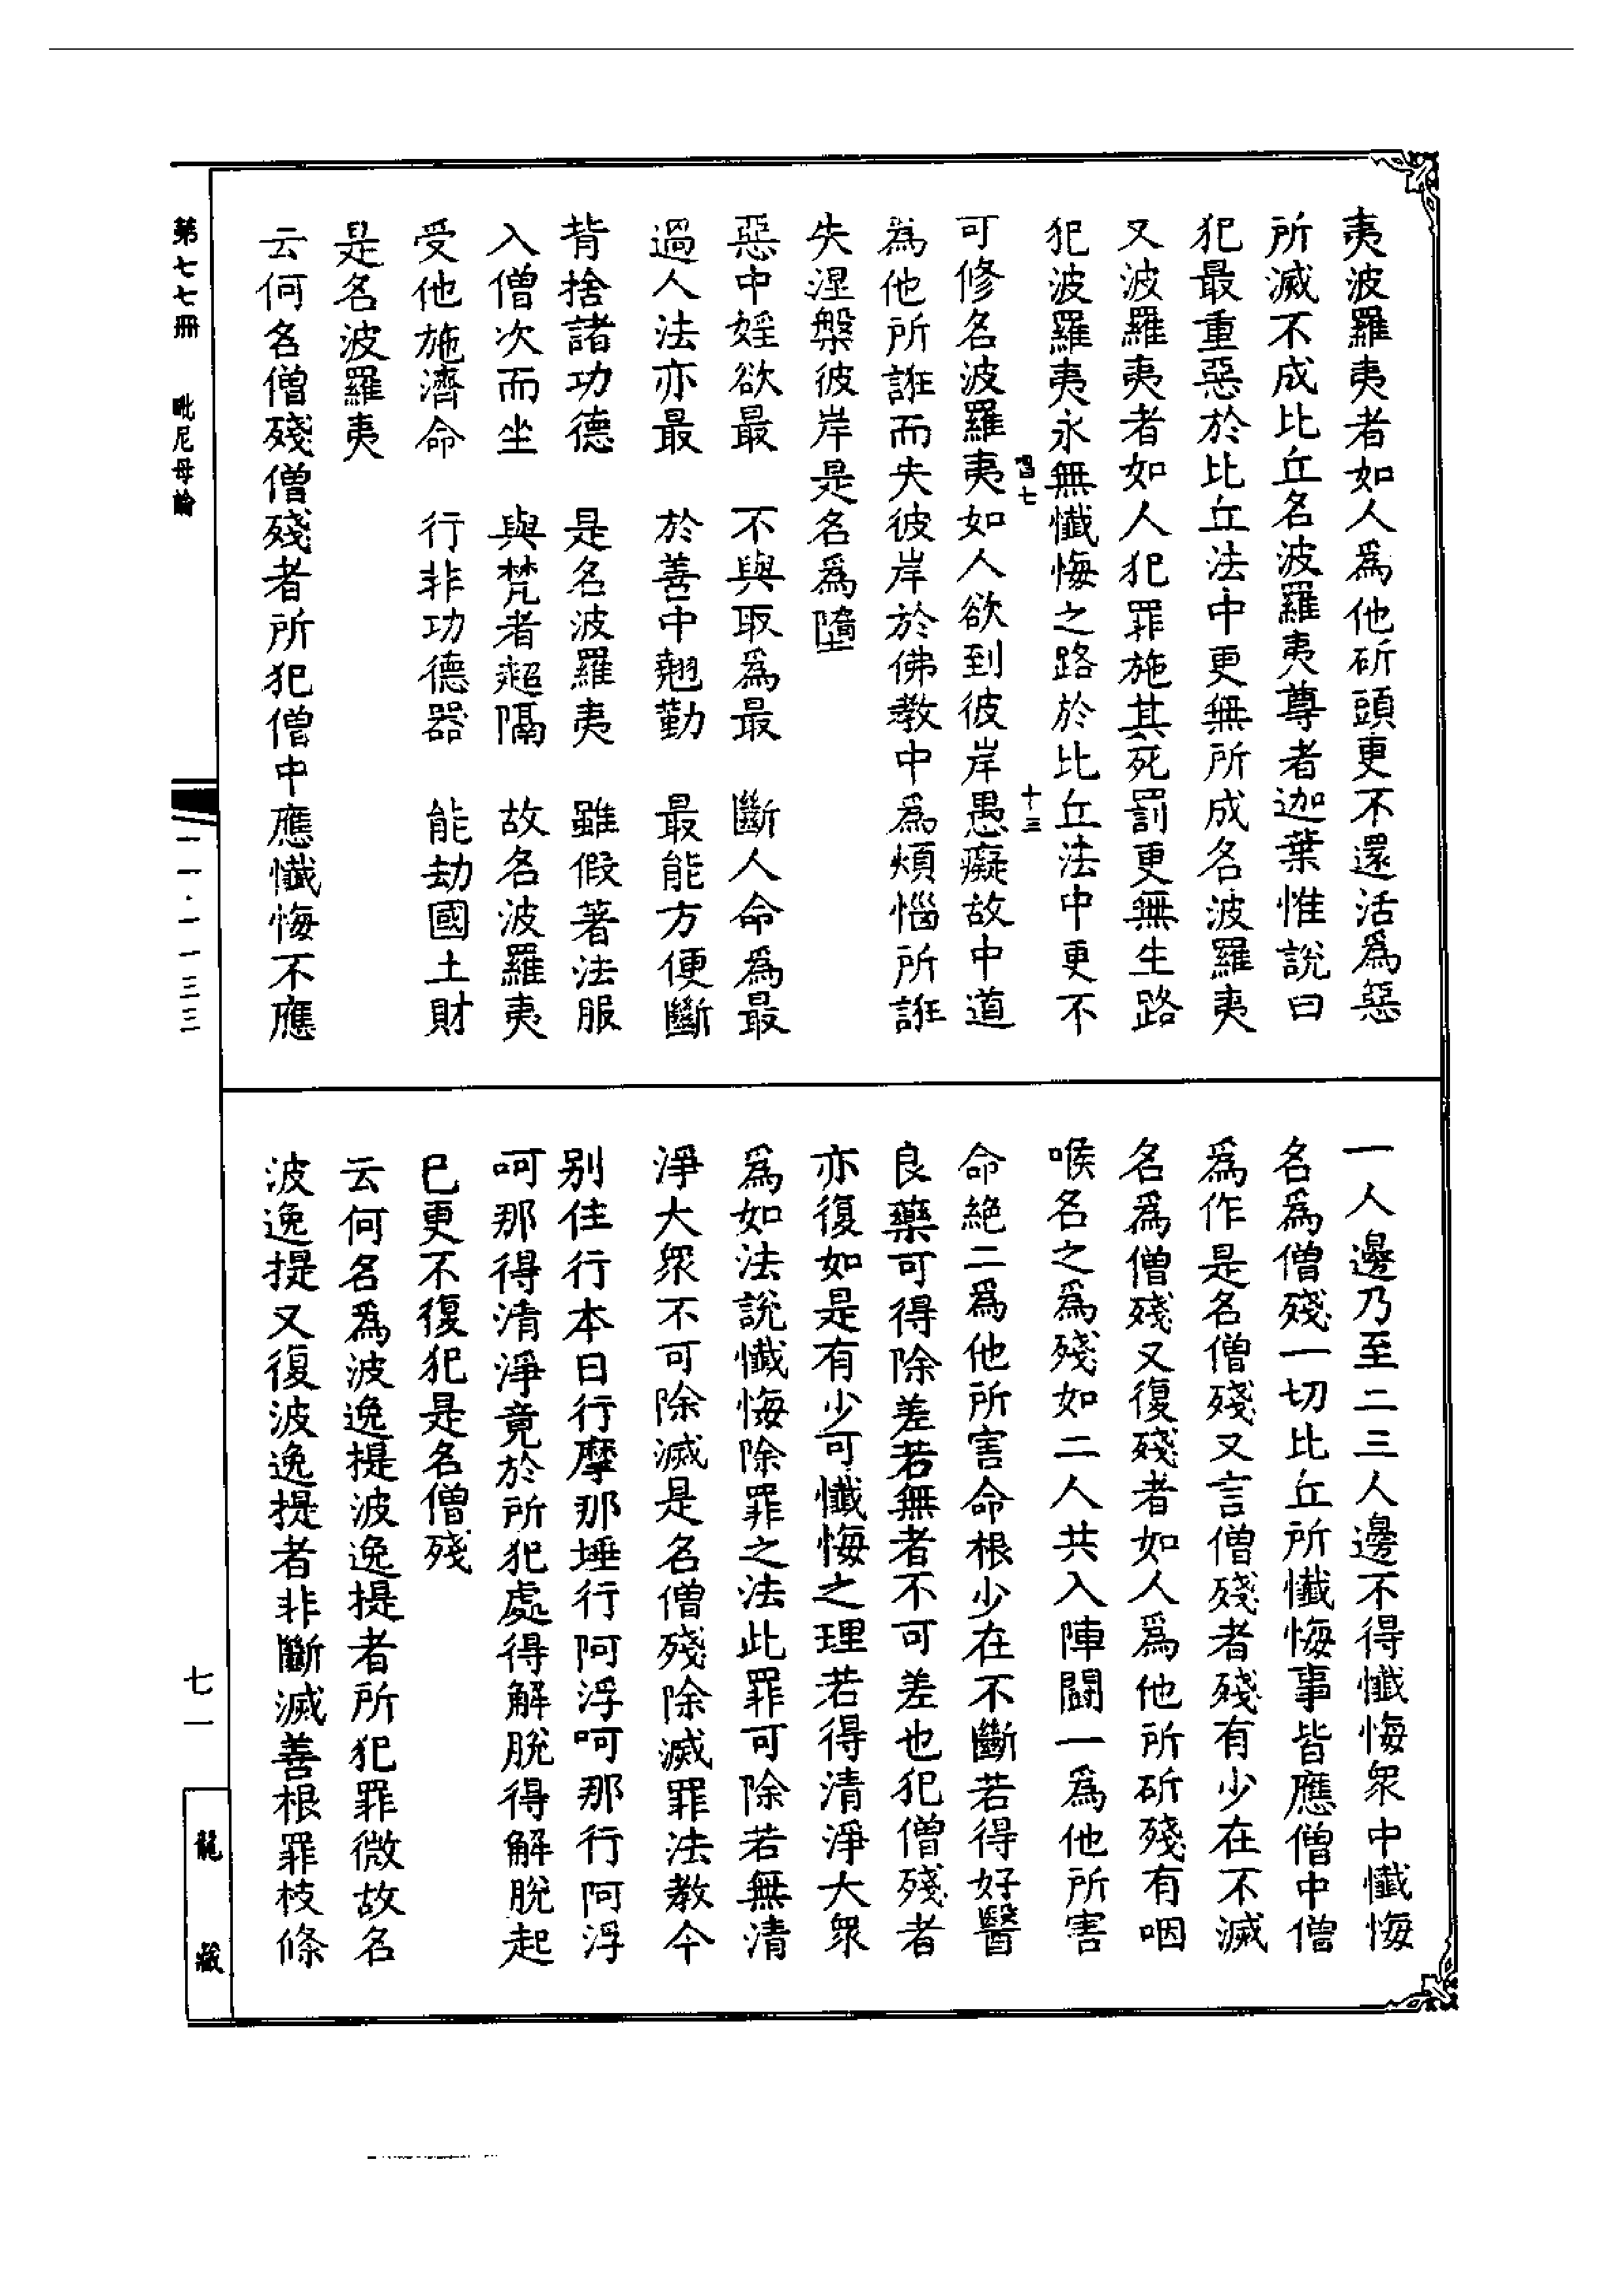 夷波羅夷者如人爲他斫頭更不還活爲惡
所滅不成比丘名波羅夷尊者迦葉惟說曰
犯最重惡於比丘法中更無所成名波羅夷
又波羅夷者如人犯罪施其死罰更無生路
犯波羅夷永無懺悔之路於比丘法中更不
唱七　十三
可修名波羅夷如人欲到彼岸愚癡故中道
為他所誑而失彼岸於佛教中爲煩惱所誑
失涅槃彼岸是名爲墮
惡中婬欲最　不與取爲最　斷人命爲最
過人法亦最　於善中翹勤　最能方便斷
背捨諸功德　是名波羅夷　雖假著法服
入僧次而坐　與梵者超隔　故名波羅夷
受他施濟命　行非功德器　能劫國土財
是名波羅夷
云何名僧殘僧殘者所犯僧中應懺悔不應
一人邊乃至二三人邊不得懺悔衆中懺悔
名爲僧殘一切比丘所懺悔事皆應僧中僧
爲作是名僧殘又言僧殘者殘有少在不滅
名爲僧殘又復殘者如人爲他所斫殘有咽
喉名之爲殘如二人共入陣鬪一爲他所害
命絕二爲他所害命根少在不斷若得好醫
良藥可得除差若無者不可差也犯僧殘者
亦復如是有少可懺悔之理若得清淨大衆
爲如法說懺悔除罪之法此罪可除若無清
淨大衆不可除滅是名僧殘除滅罪法教今
别住行本日行摩那埵行阿浮呵那行阿浮
呵那得清淨竟於所犯處得解脫得解脫起
已更不復犯是名僧殘
云何名爲波逸提波逸提者所犯罪微故名
波逸提又復波逸提者非斷滅善根罪枝條
第七七冊　毗尼母論
一一·一一三三
七一
龍藏